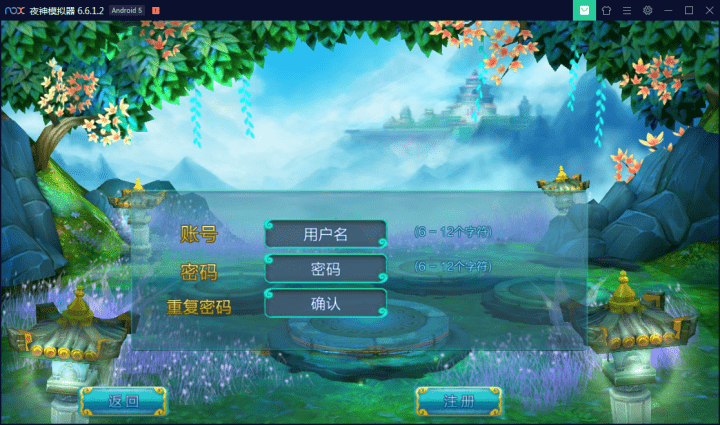 nox 夜神模拟器 6.6.1.2 Android 5
账号 用户名 (6-12个字符)
密码 密码 (6-12个字符)
重复密码 确认
返回 注册